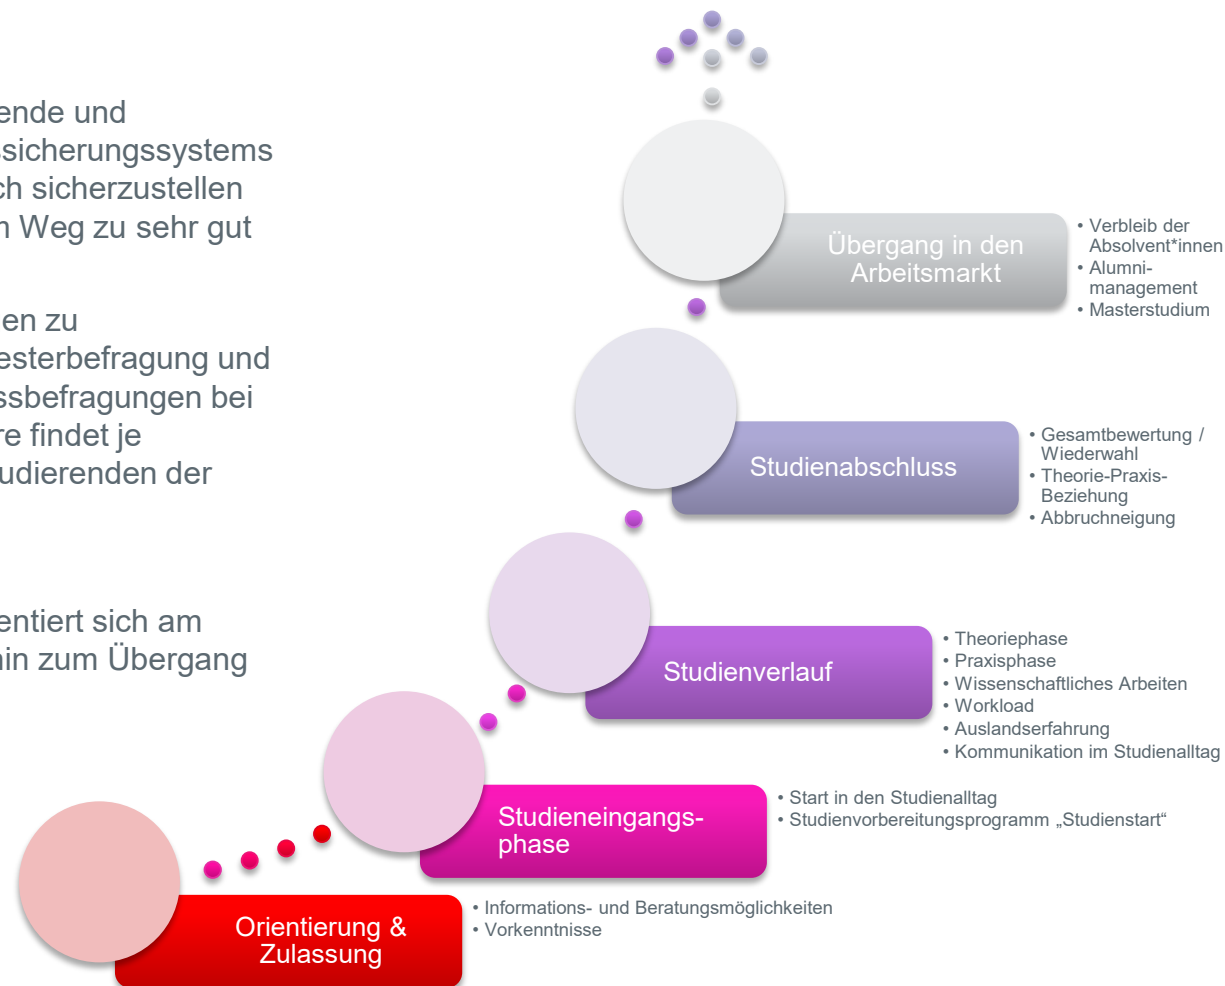 ende und
ssicherungssystems
ch sicherzustellen
n Weg zu sehr gut
en zu
esterbefragung und
ssbefragungen bei
re findet je
udierenden der
entiert sich am
hin zum Übergang
Übergang in den
Arbeitsmarkt
• Verbleib der
Absolvent*innen
• Alumni-
management
• Masterstudium
Studienabschluss
• Gesamtbewertung /
Wiederwahl
• Theorie-Praxis-
Beziehung
• Abbruchneigung
Studienverlauf
• Theoriephase
• Praxisphase
• Wissenschaftliches Arbeiten
• Workload
• Auslandserfahrung
• Kommunikation im Studienalltag
Studieneingangs-
phase
• Start in den Studienalltag
• Studienvorbereitungsprogramm „Studienstart“
Orientierung &
Zulassung
• Informations- und Beratungsmöglichkeiten
• Vorkenntnisse